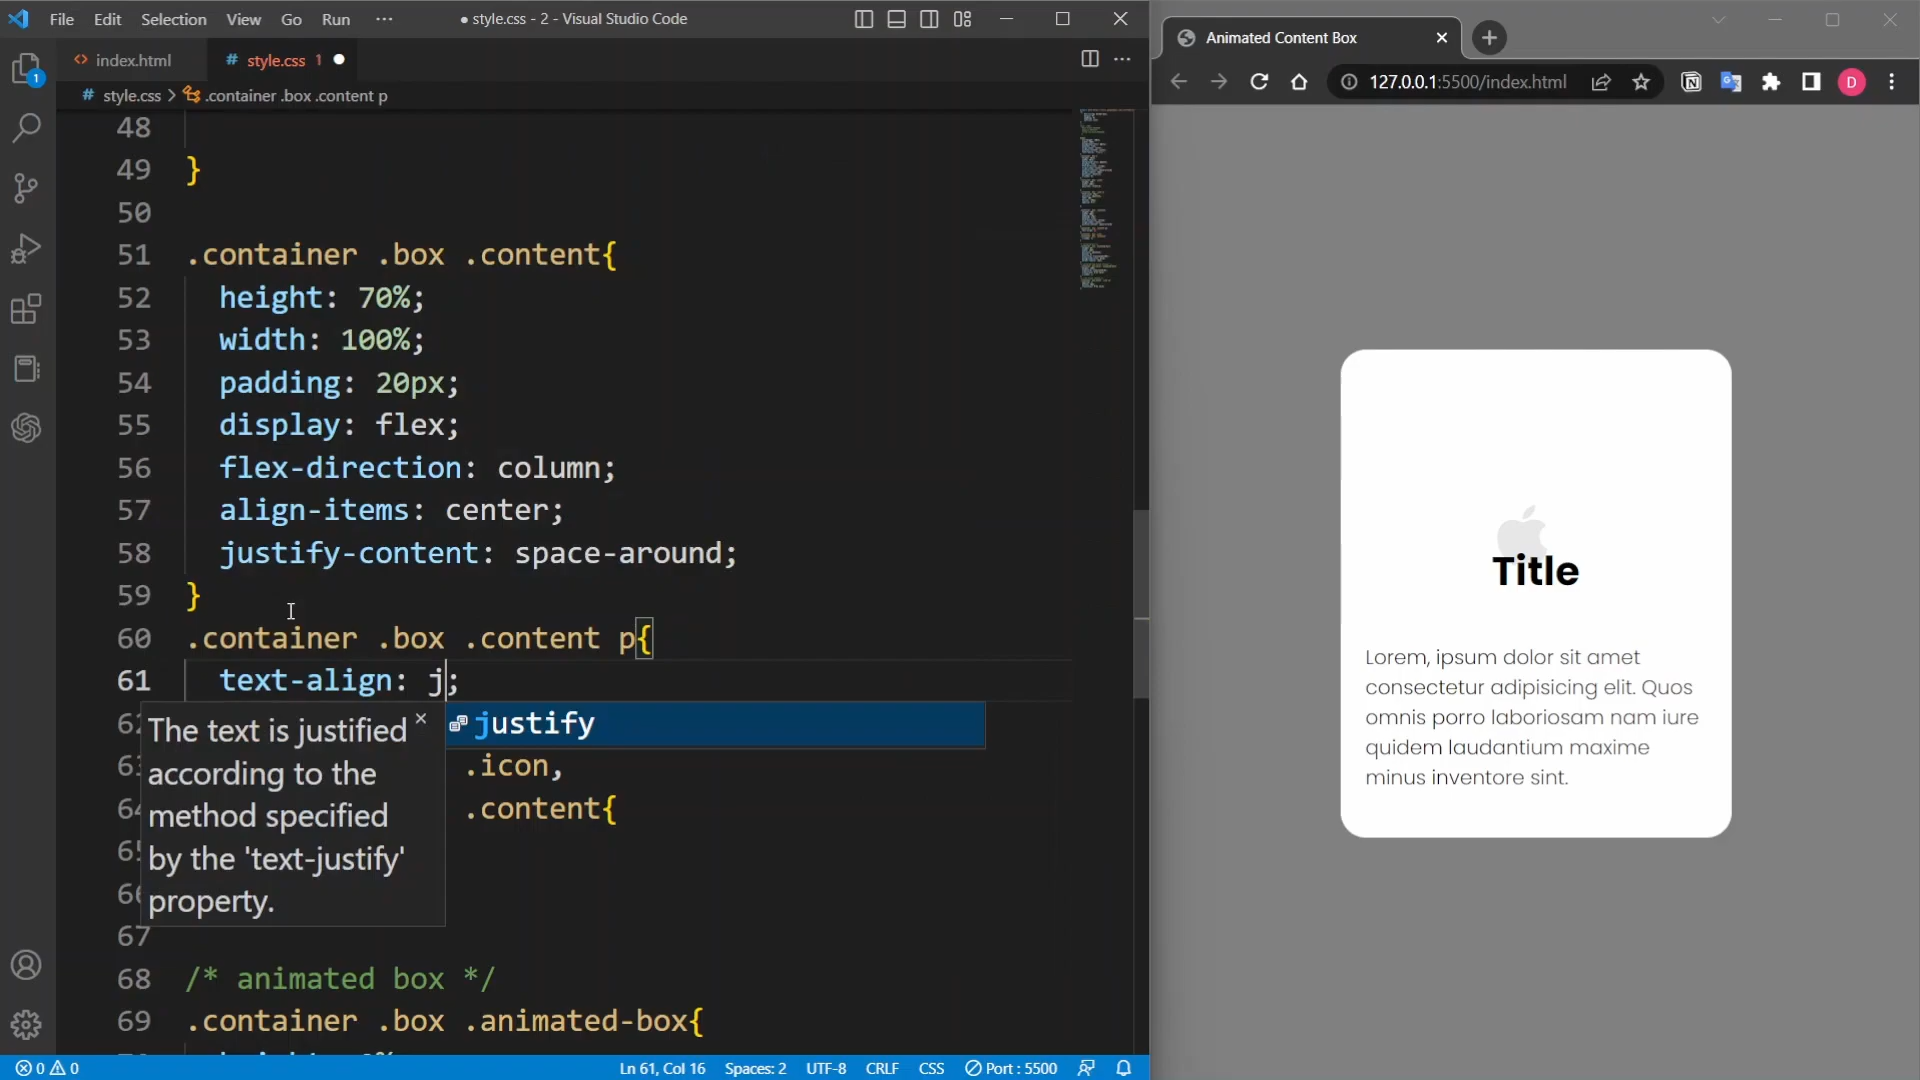 File Edit Selection View Go Run ··· ● style.css - 2 - Visual Studio Code
index.html # style.css 1 ●
# style.css > .container .box .content p
48
49 }
50
51 .container .box .content{
52 height: 70%;
53 width: 100%;
54 padding: 20px;
55 display: flex;
56 flex-direction: column;
57 align-items: center;
58 justify-content: space-around;
59 }
60 .container .box .content p{
61 text-align: j;
justify
The text is justified
according to the
method specified
by the 'text-justify'
property.
.icon,
.content{
67
68 /* animated box */
69 .container .box .animated-box{
0 0 Ln 61, Col 16 Spaces: 2 UTF-8 CRLF CSS Port : 5500
1
Animated Content Box
127.0.0.1:5500/index.html
D
Title
Lorem, ipsum dolor sit amet
consectetur adipisicing elit. Quos
omnis porro laboriosam nam iure
quidem laudantium maxime
minus inventore sint.